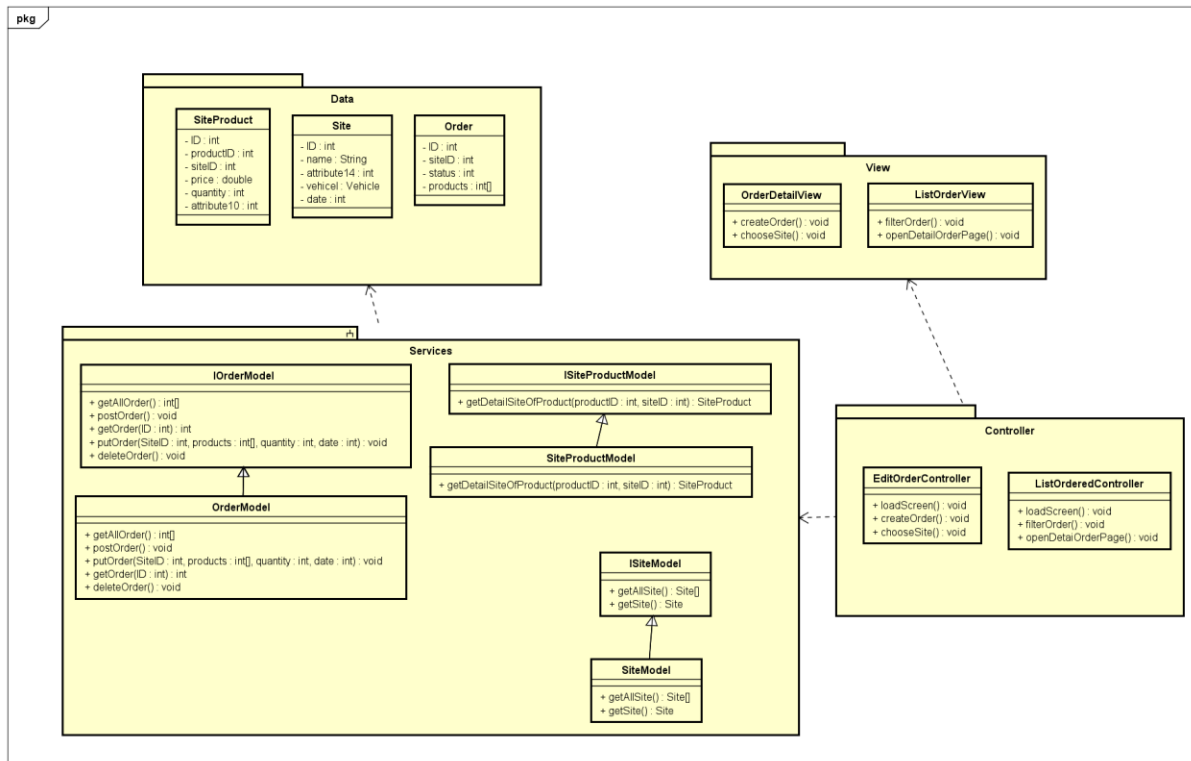 pkg
Data
SiteProduct
- ID : int
- productID : int
- siteID : int
- price : double
- quantity : int
- attribute10 : int
Site
- ID : int
- name : String
- attribute14 : int
- vehicel : Vehicle
- date : int
Order
- ID : int
- siteID : int
- status : int
- products : int[]
View
OrderDetailView
+ createOrder() : void
+ chooseSite() : void
ListOrderView
+ filterOrder() : void
+ openDetailOrderPage() : void
Services
IOrderModel
+ getAllOrder() : int[]
+ postOrder() : void
+ getOrder(ID : int) : int
+ putOrder(SiteID : int, products : int[], quantity : int, date : int) : void
+ deleteOrder() : void
ISiteProductModel
+ getDetailSiteOfProduct(productID : int, siteID : int) : SiteProduct
SiteProductModel
+ getDetailSiteOfProduct(productID : int, siteID : int) : SiteProduct
OrderModel
+ getAllOrder() : int[]
+ postOrder() : void
+ putOrder(SiteID : int, products : int[], quantity : int, date : int) : void
+ getOrder(ID : int) : int
+ deleteOrder() : void
ISiteModel
+ getAllSite() : Site[]
+ getSite() : Site
SiteModel
+ getAllSite() : Site[]
+ getSite() : Site
Controller
EditOrderController
+ loadScreen() : void
+ createOrder() : void
+ chooseSite() : void
ListOrderedController
+ loadScreen() : void
+ filterOrder() : void
+ openDetaiOrderPage() : void